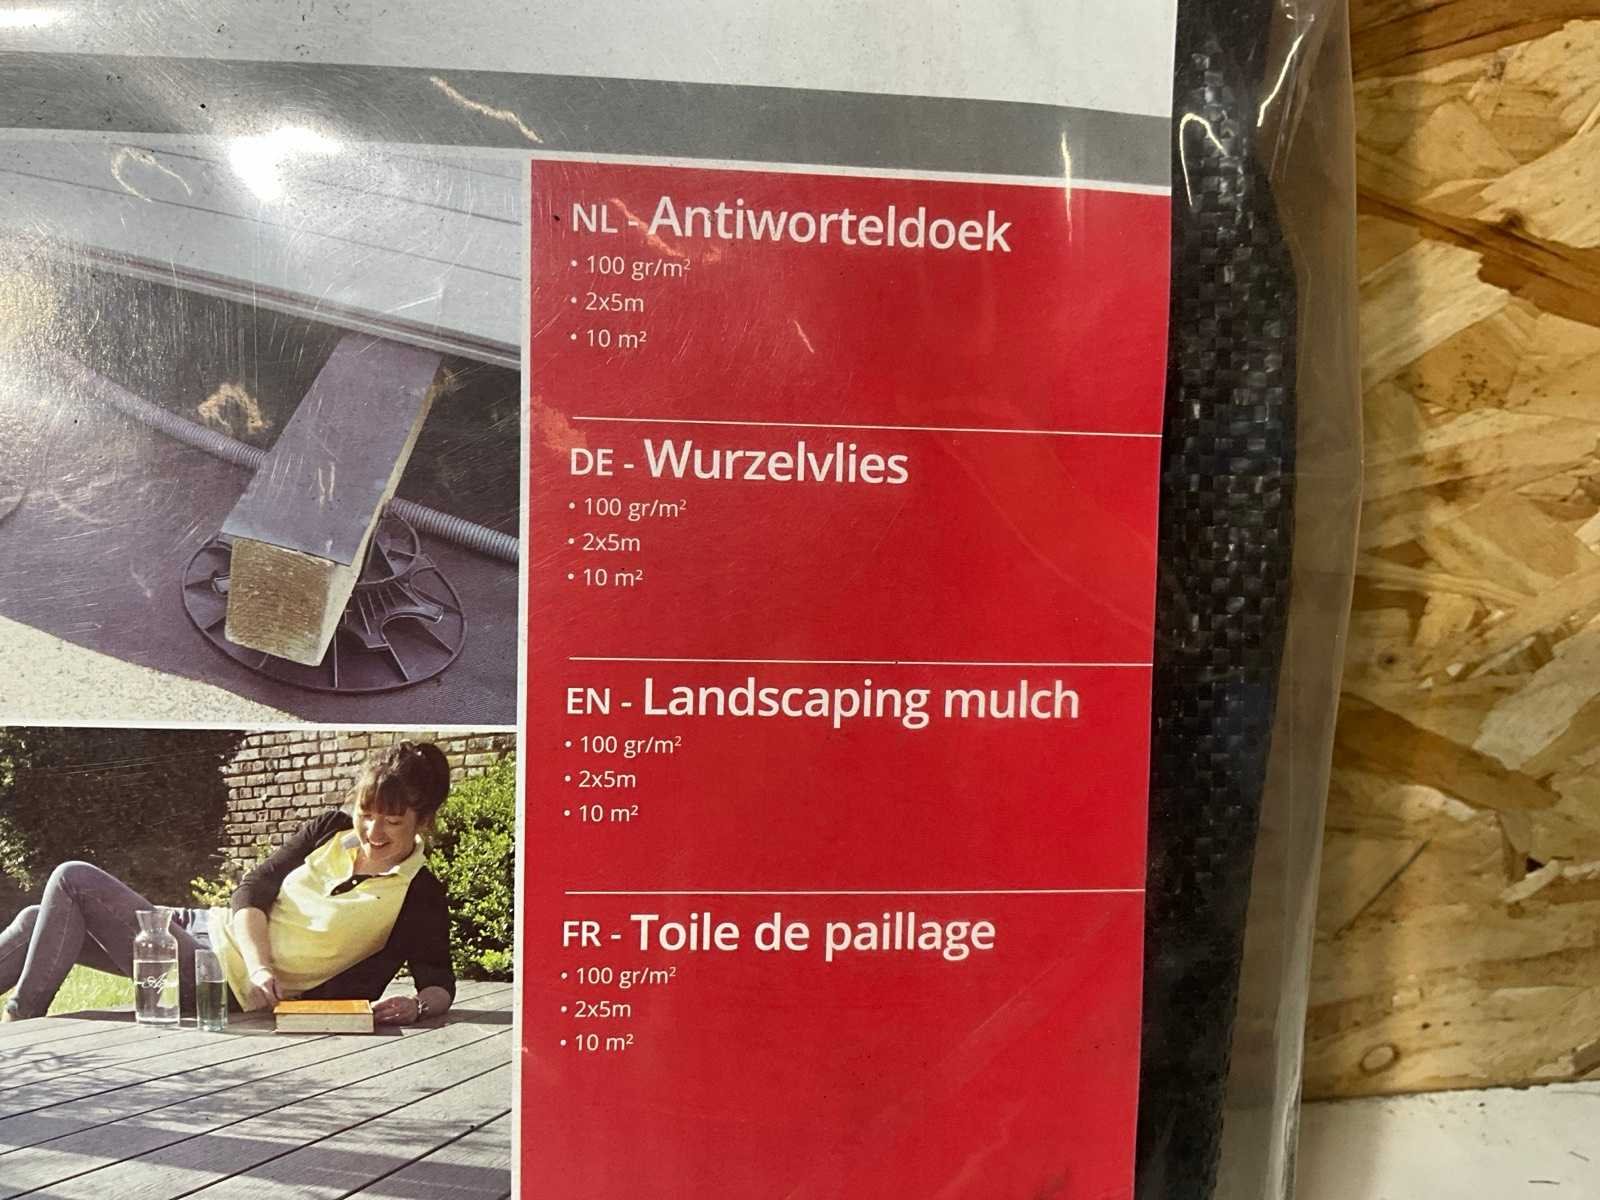 NL - Antiworteldoek
• 100 gr/m²
• 2x5m
• 10 m²
DE - Wurzelvlies
• 100 gr/m²
• 2x5m
• 10 m²
EN - Landscaping mulch
• 100 gr/m²
• 2x5m
• 10 m²
FR - Toile de paillage
• 100 gr/m²
• 2x5m
• 10 m²